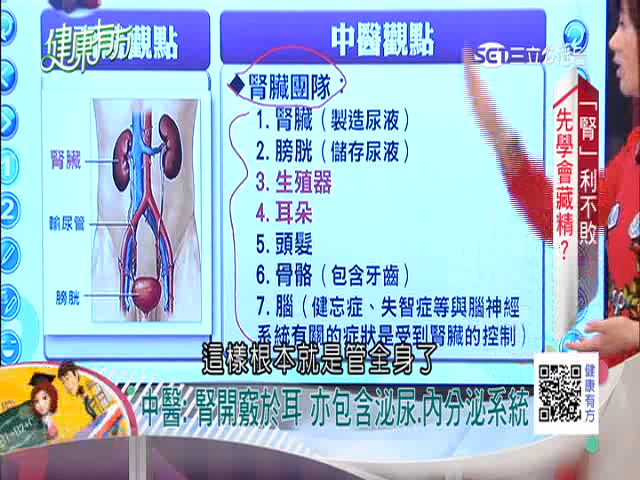 健康有方
觀點
中醫觀點
SET三立
◆腎臟團隊：
1. 腎臟（製造尿液）
2. 膀胱（儲存尿液）
3. 生殖器
4. 耳朵
5. 頭髮
6. 骨骼（包含牙齒）
7. 腦（健忘症、失智症等與腦神經
系統有關的症狀是受到腎臟的控制）
腎臟
輸尿管
膀胱
「腎」利不敗
先學會藏精？
健康有方
這樣根本就是管全身了
中醫：腎開竅於耳 亦包含泌尿.內分泌系統